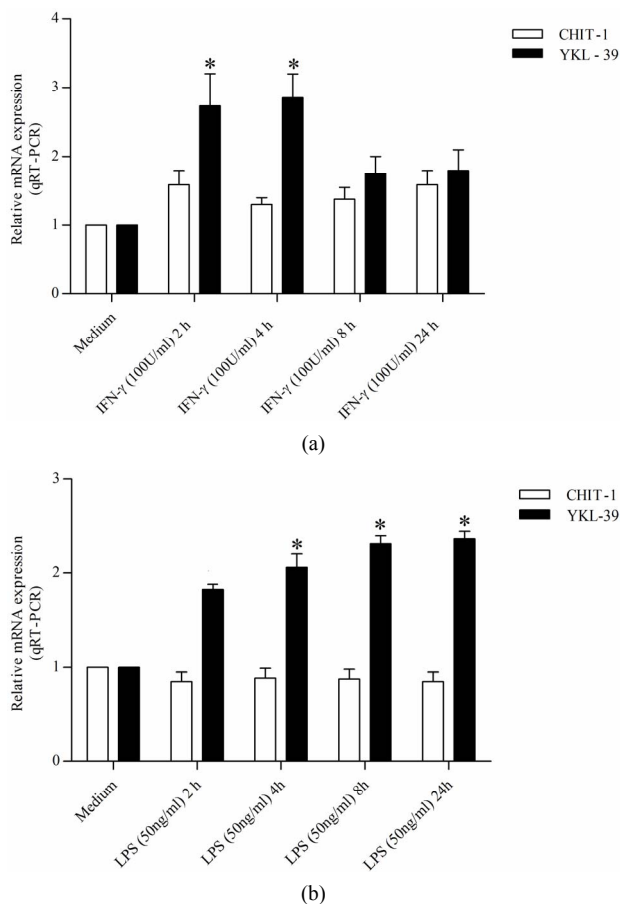 4
3
2
1
0
Relative mRNA expression
(qRT-PCR)
CHIT-1
YKL - 39
*
*
Medium
IFN-γ (100U/ml) 2 h
IFN-γ (100U/ml) 4 h
IFN-γ (100U/ml) 8 h
IFN-γ (100U/ml) 24 h
(a)
3
2
1
0
Relative mRNA expression
(qRT-PCR)
CHIT-1
YKL-39
*
*
*
Medium
LPS (50ng/ml) 2 h
LPS (50ng/ml) 4h
LPS (50ng/ml) 8h
LPS (50ng/ml) 24h
(b)